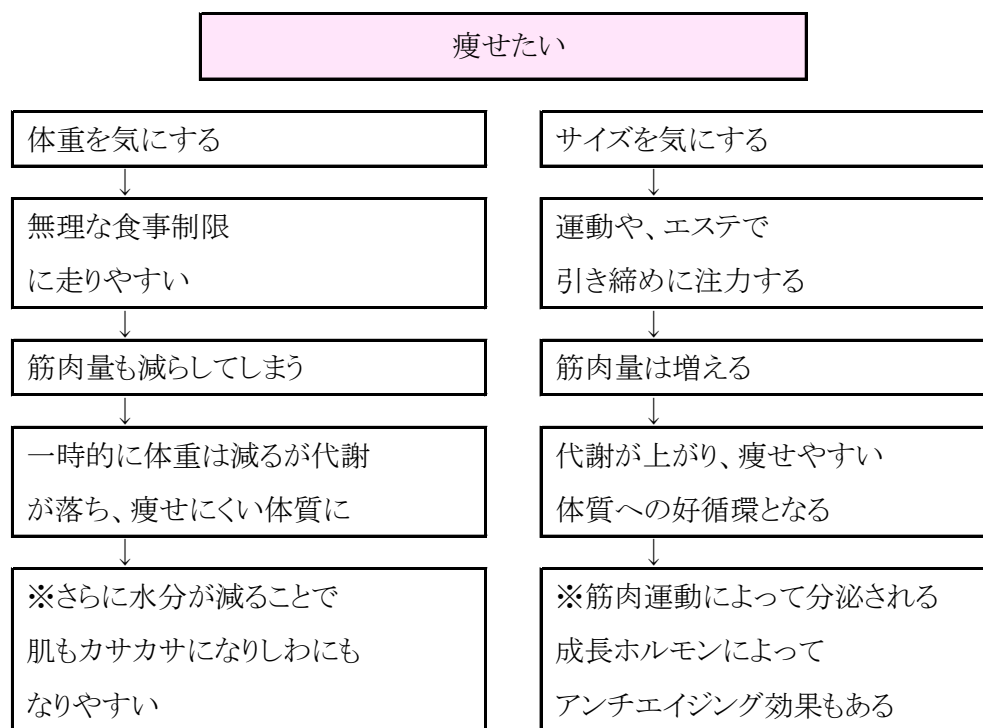 痩せたい
体重を気にする
↓
無理な食事制限
に走りやすい
↓
筋肉量も減らしてしまう
↓
一時的に体重は減るが代謝
が落ち、痩せにくい体質に
↓
※さらに水分が減ることで
肌もカサカサになりしわにも
なりやすい
サイズを気にする
↓
運動や、エステで
引き締めに注力する
↓
筋肉量は増える
↓
代謝が上がり、痩せやすい
体質への好循環となる
↓
※筋肉運動によって分泌される
成長ホルモンによって
アンチエイジング効果もある